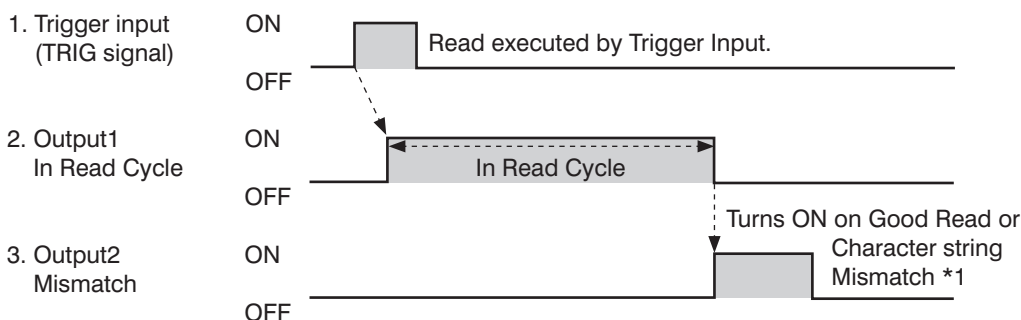 1. Trigger input
(TRIG signal)
ON
OFF
Read executed by Trigger Input.
2. Output1
In Read Cycle
ON
OFF
In Read Cycle
Turns ON on Good Read or
Character string
Mismatch *1
3. Output2
Mismatch
ON
OFF